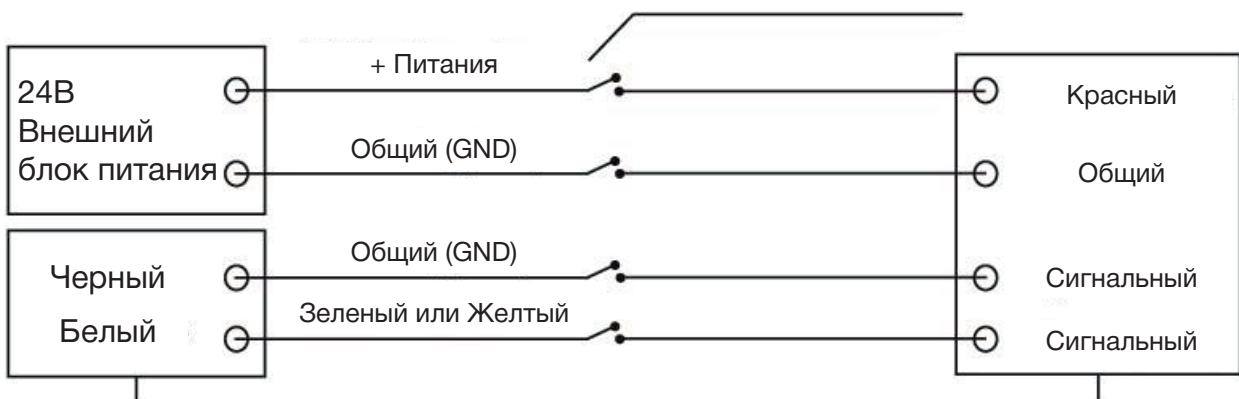 + Питания
24В
Внешний
блок питания
Красный
Общий (GND)
Общий
Черный
Общий (GND)
Сигнальный
Белый
Зеленый или Желтый
Сигнальный